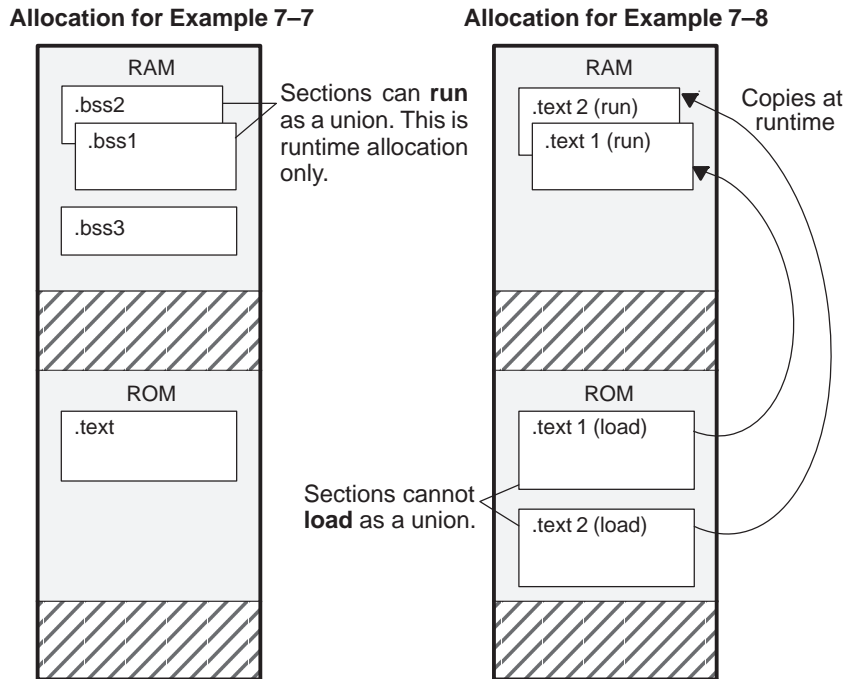 Allocation for Example 7–7
RAM
.bss2
.bss1
.bss3
Sections can run
as a union. This is
runtime allocation
only.
ROM
.text
Allocation for Example 7–8
RAM
.text 2 (run)
.text 1 (run)
Copies at
runtime
ROM
.text 1 (load)
.text 2 (load)
Sections cannot
load as a union.